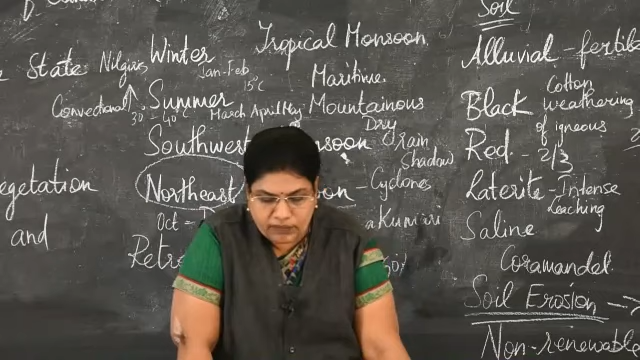 State
Nilgiris
Convectional
30 = 40°C
vegetation
and
Winter
Jan-Feb
15°C
Summer
March April May
Southwest
Northeast
Oct -
Retre
Tropical Monsoon
Maritime
Mountainous
Dry
rain
Shadow
- Cyclones
Soil
Alluvial - fertile
Black
Cotton
weathering
of igneous
Red - 2/3
Laterite - Intense
Leaching
Saline
Coramandel
Soil Erosion →
Non-renewable